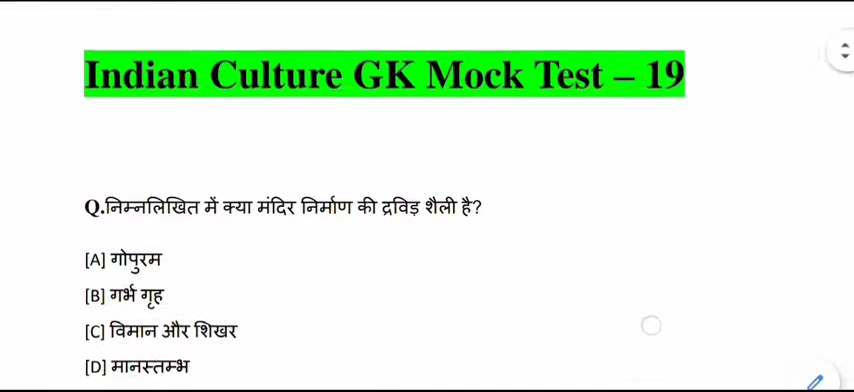 Indian Culture GK Mock Test – 19
Q.निम्नलिखित में क्या मंदिर निर्माण की द्रविड़ शैली है?
[A] गोपुरम
[B] गर्भ गृह
[C] विमान और शिखर
[D] मानस्तम्भ